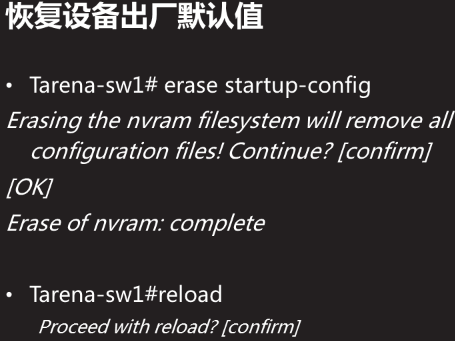 恢复设备出厂默认值
• Tarena-sw1# erase startup-config
Erasing the nvram filesystem will remove all
configuration files! Continue? [confirm]
[OK]
Erase of nvram: complete
• Tarena-sw1#reload
Proceed with reload? [confirm]